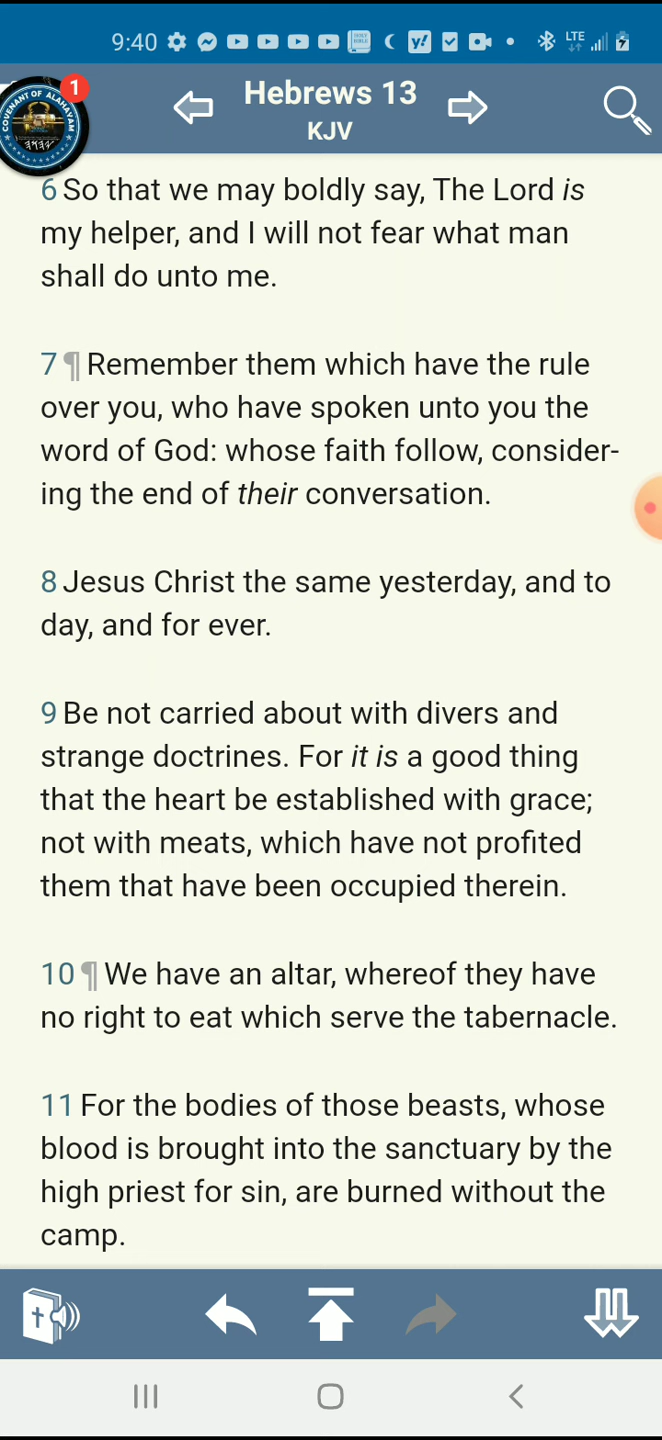 9:40
LTE
1
COVENANT OF ALAHAYAM
Hebrews 13
KJV
6 So that we may boldly say, The Lord is
my helper, and I will not fear what man
shall do unto me.
7 ¶ Remember them which have the rule
over you, who have spoken unto you the
word of God: whose faith follow, consider-
ing the end of their conversation.
8 Jesus Christ the same yesterday, and to
day, and for ever.
9 Be not carried about with divers and
strange doctrines. For it is a good thing
that the heart be established with grace;
not with meats, which have not profited
them that have been occupied therein.
10 ¶ We have an altar, whereof they have
no right to eat which serve the tabernacle.
11 For the bodies of those beasts, whose
blood is brought into the sanctuary by the
high priest for sin, are burned without the
camp.